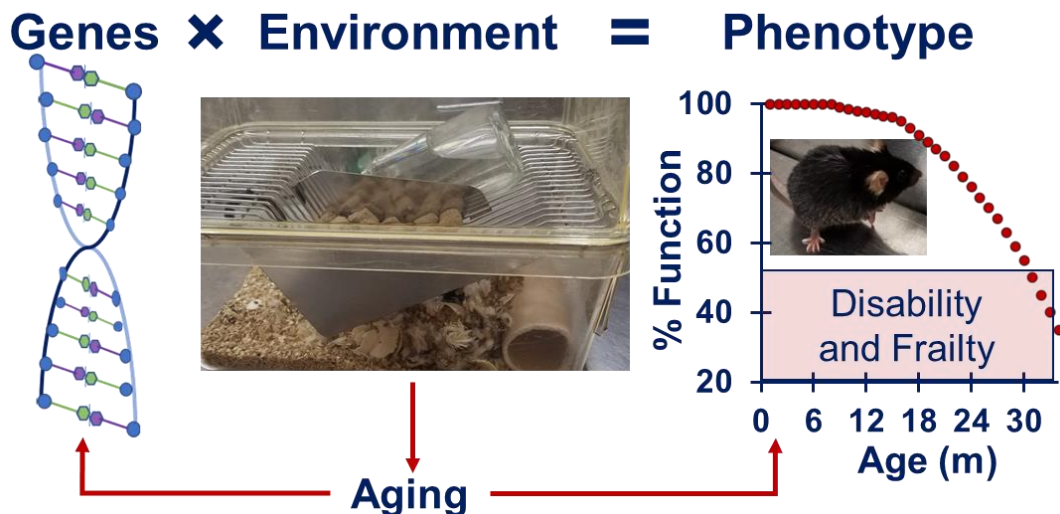 Genes × Environment = Phenotype
100
80
60
40
20
% Function
Disability
and Frailty
0 6 12 18 24 30
Age (m)
Aging